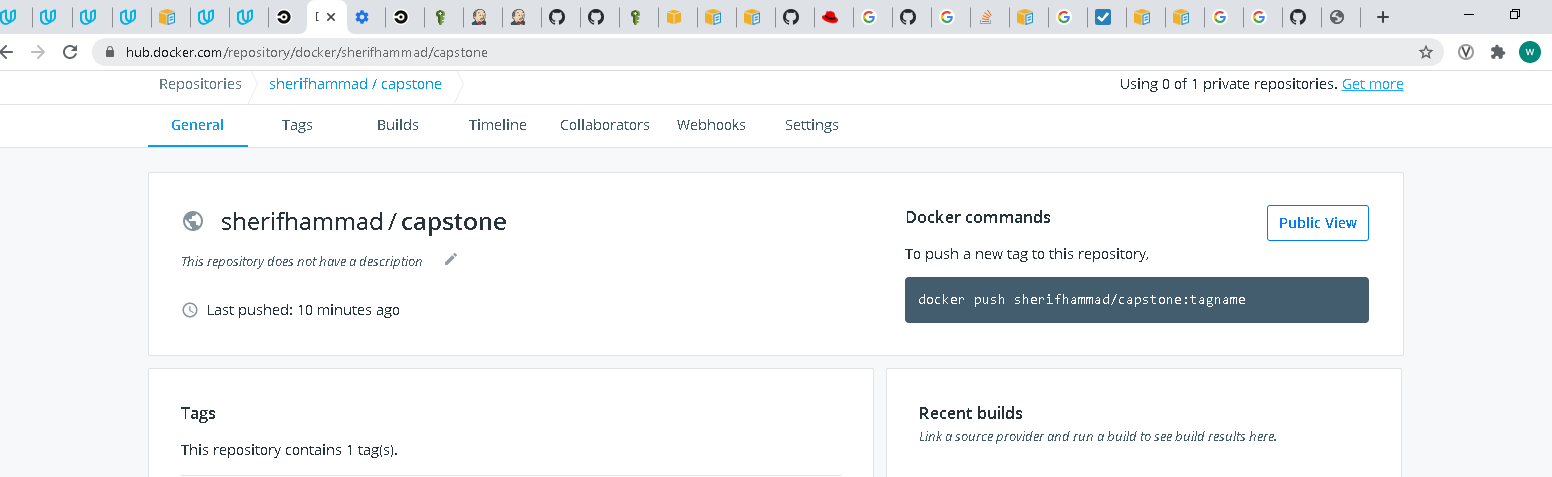 D
hub.docker.com/repository/docker/sherifhammad/capstone
W
Repositories sherifhammad / capstone Using 0 of 1 private repositories. Get more
General Tags Builds Timeline Collaborators Webhooks Settings
sherifhammad / capstone
This repository does not have a description
Last pushed: 10 minutes ago
Docker commands
Public View
To push a new tag to this repository,
docker push sherifhammad/capstone:tagname
Tags
This repository contains 1 tag(s).
Recent builds
Link a source provider and run a build to see build results here.